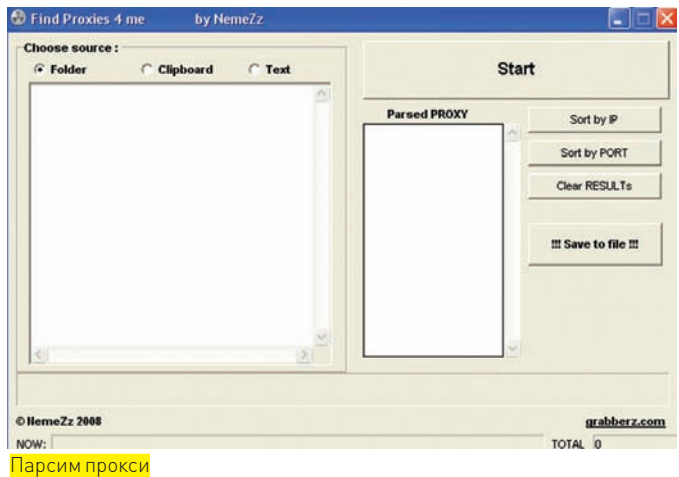 Find Proxies 4 me by NemeZz
Choose source :
Folder Clipboard Text
Start
Parsed PROXY
Sort by IP
Sort by PORT
Clear RESULTs
!!! Save to file !!!
© NemeZz 2008
grabberz.com
NOW:
TOTAL 0
Парсим прокси